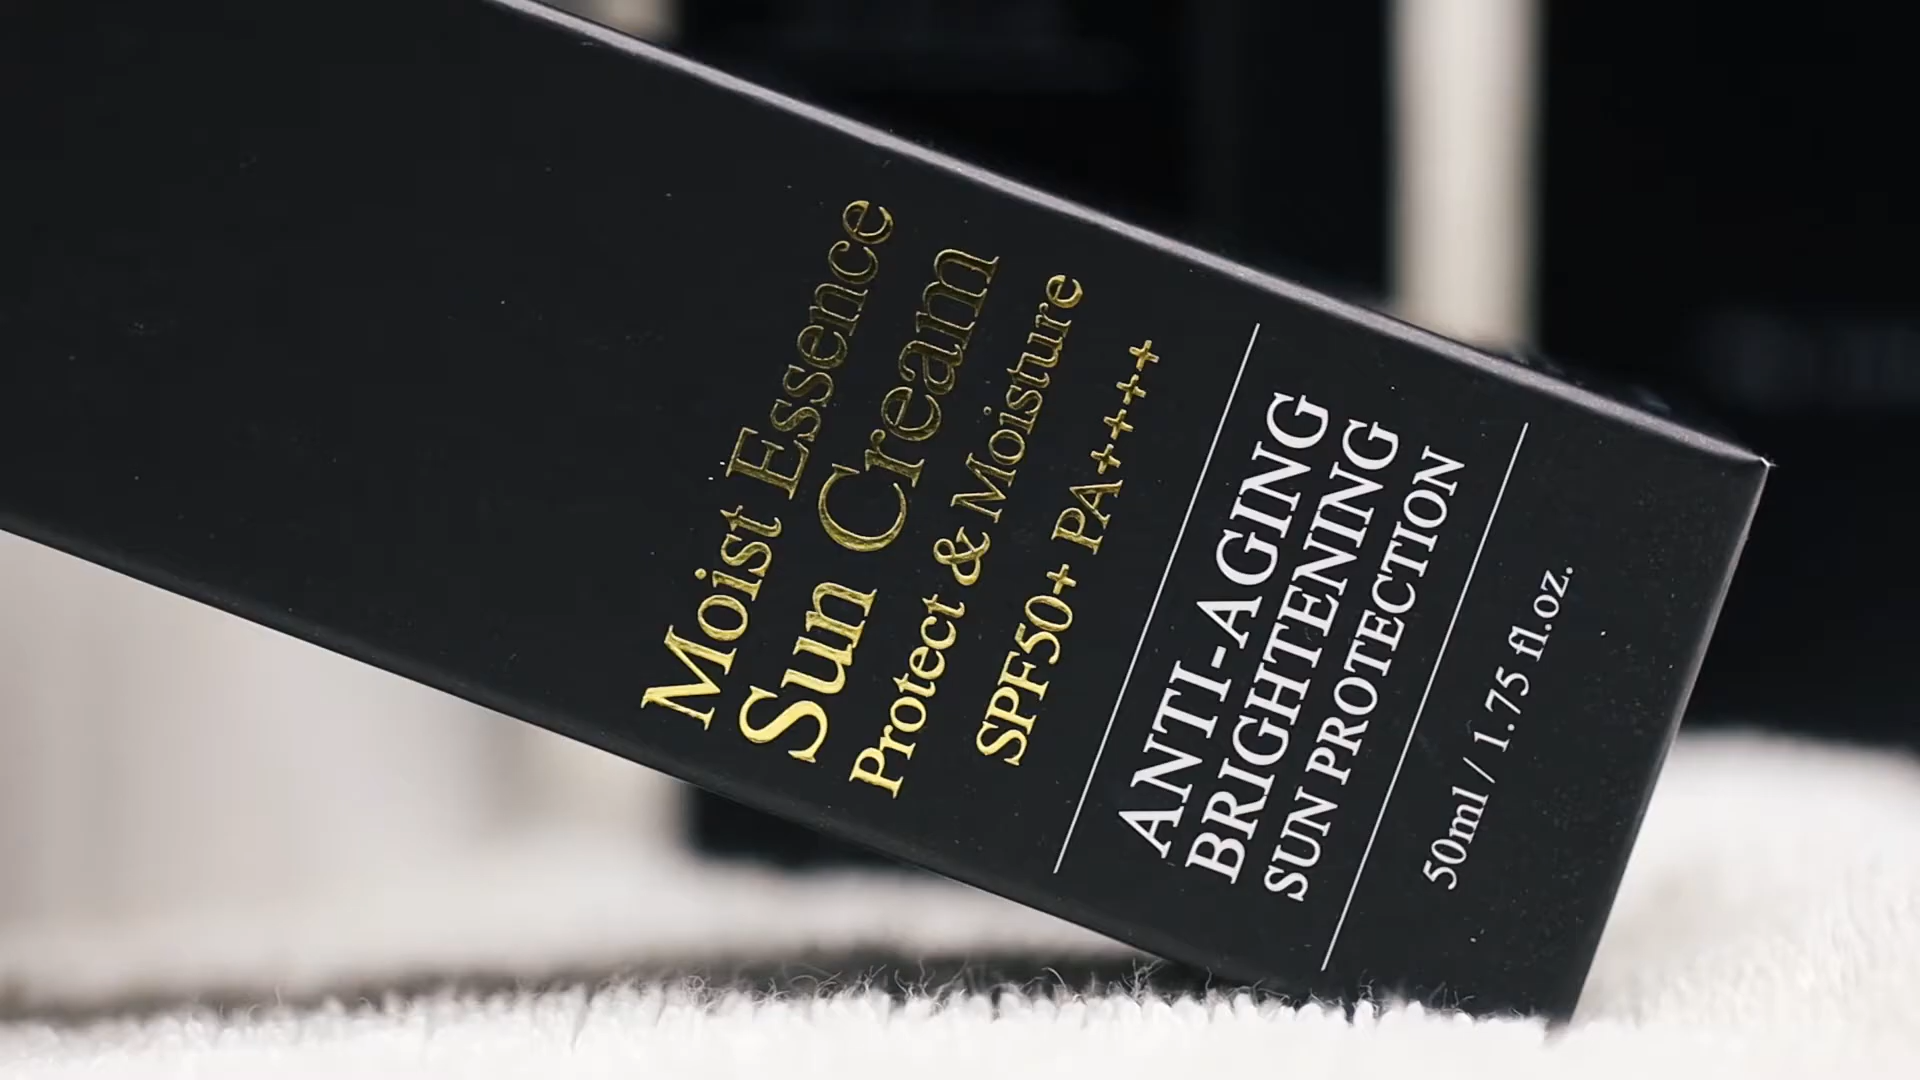 Moist Essence
Sun Cream
Protect & Moisture
SPF50+ PA++++
ANTI-AGING
BRIGHTENING
SUN PROTECTION
50ml / 1.75 fl.oz.